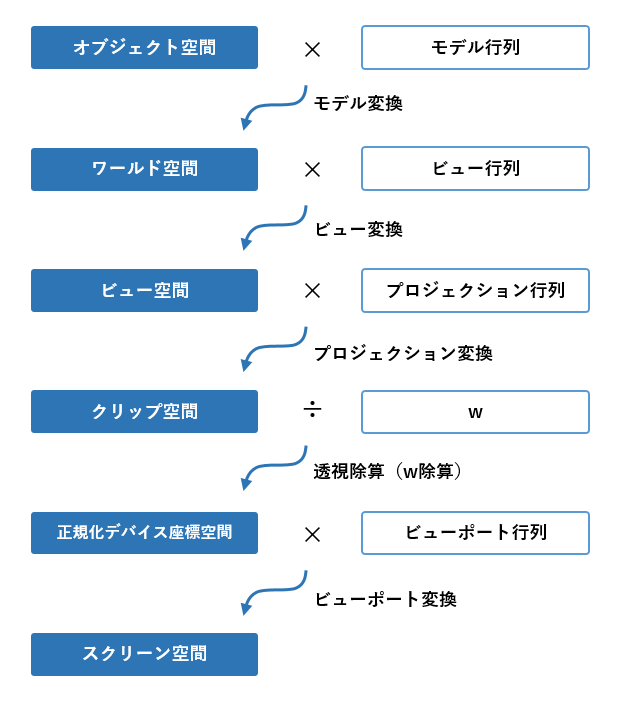 オブジェクト空間 × モデル行列
モデル変換
ワールド空間 × ビュー行列
ビュー変換
ビュー空間 × プロジェクション行列
プロジェクション変換
クリップ空間 ÷ w
透視除算（w除算）
正規化デバイス座標空間 × ビューポート行列
ビューポート変換
スクリーン空間